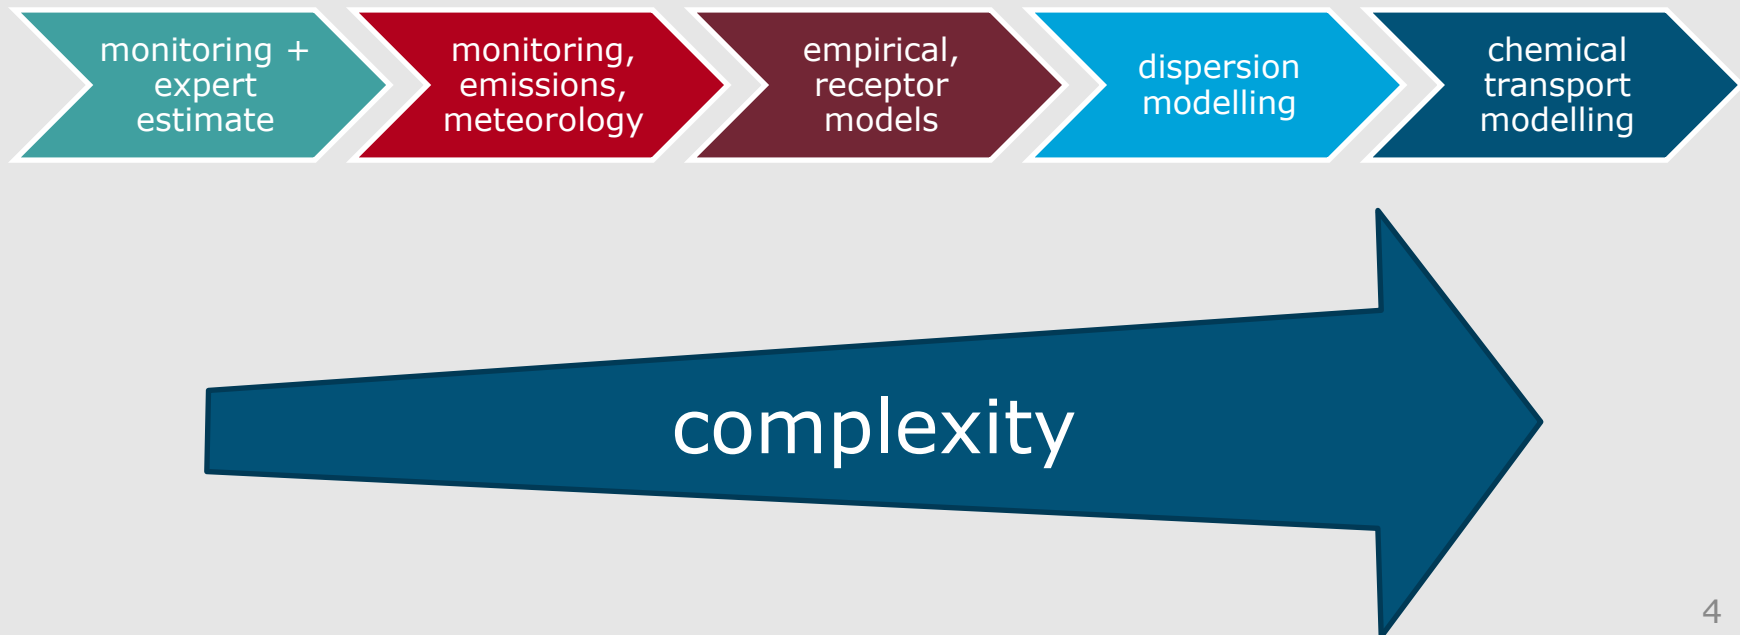 monitoring +
expert
estimate
monitoring,
emissions,
meteorology
empirical,
receptor
models
dispersion
modelling
chemical
transport
modelling
complexity
4